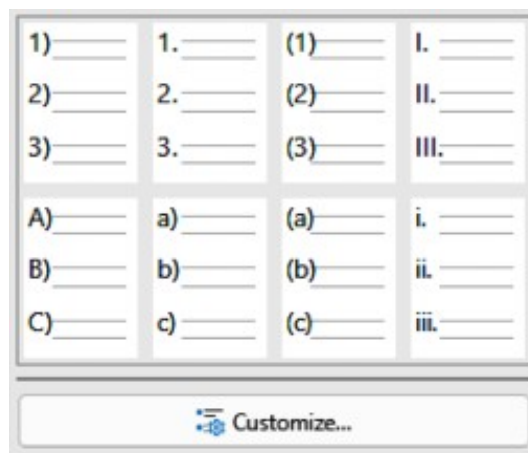 1) 1. (1) I.
2) 2. (2) II.
3) 3. (3) III.
A) a) (a) i.
B) b) (b) ii.
C) c) (c) iii.
Customize...